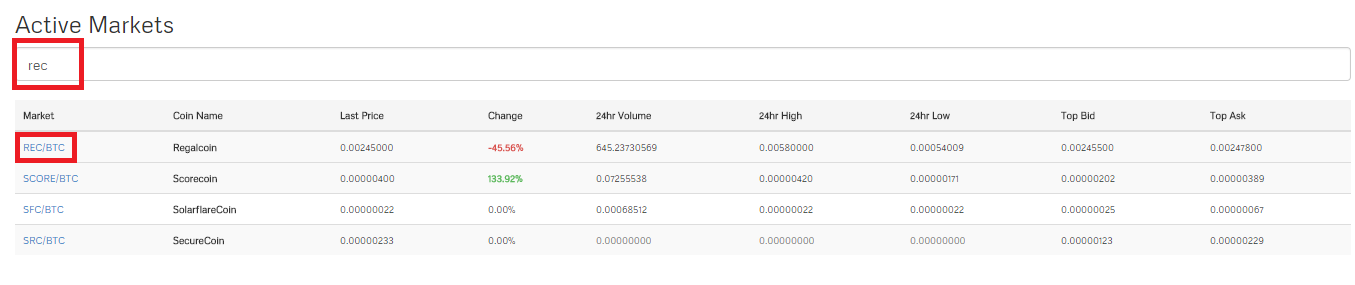 Active Markets
rec
Market Coin Name Last Price Change 24hr Volume 24hr High 24hr Low Top Bid Top Ask
REC/BTC Regalcoin 0.00245000 -45.56% 645.23730569 0.00580000 0.00054009 0.00245500 0.00247800
SCORE/BTC Scorecoin 0.00000400 133.92% 0.07255538 0.00000420 0.00000171 0.00000202 0.00000389
SFC/BTC SolarflareCoin 0.00000022 0.00% 0.00068512 0.00000022 0.00000022 0.00000025 0.00000067
SRC/BTC SecureCoin 0.00000233 0.00% 0.00000000 0.00000000 0.00000000 0.00000123 0.00000229